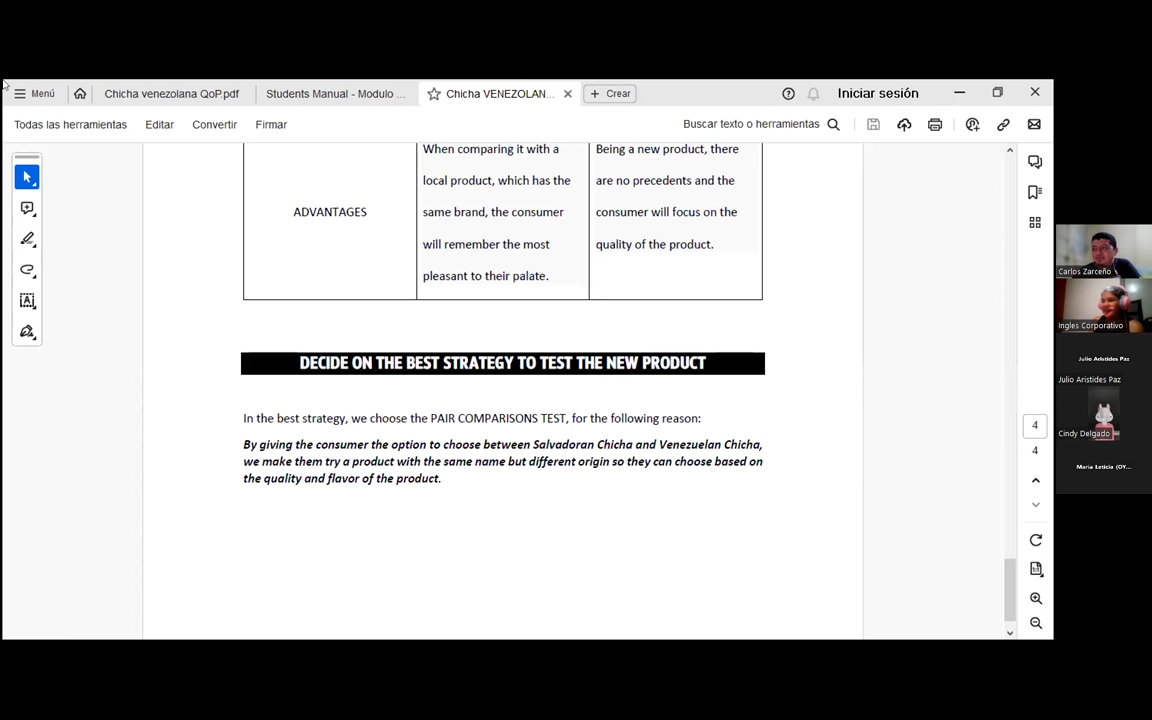 Menú
Chicha venezolana QoP.pdf
Students Manual - Modulo ...
Chicha VENEZOLAN...
Crear
Iniciar sesión
Todas las herramientas
Editar
Convertir
Firmar
Buscar texto o herramientas
ADVANTAGES
When comparing it with a
local product, which has the
same brand, the consumer
will remember the most
pleasant to their palate.
Being a new product, there
are no precedents and the
consumer will focus on the
quality of the product.
DECIDE ON THE BEST STRATEGY TO TEST THE NEW PRODUCT
In the best strategy, we choose the PAIR COMPARISONS TEST, for the following reason:
By giving the consumer the option to choose between Salvadoran Chicha and Venezuelan Chicha,
we make them try a product with the same name but different origin so they can choose based on
the quality and flavor of the product.
4
4
Carlos Zarceño
Ingles Corporativo
Julio Aristides Paz
Julio Aristides Paz
Cindy Delgado
Maria Leticia (OY...